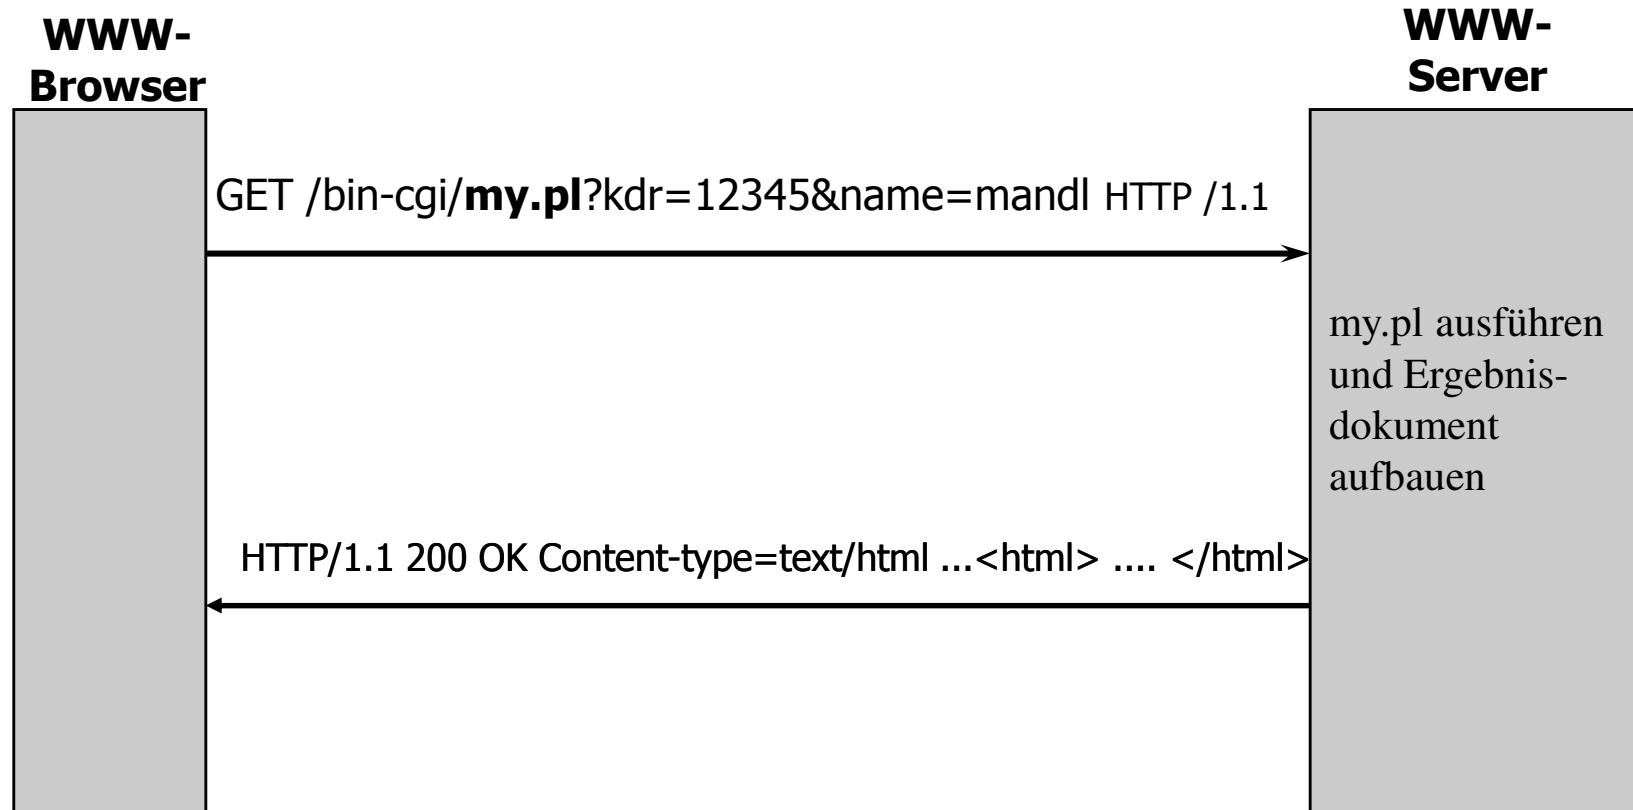 WWW-
Browser
WWW-
Server
GET /bin-cgi/my.pl?kdr=12345&name=mandl HTTP /1.1
my.pl ausführen
und Ergebnis-
dokument
aufbauen
HTTP/1.1 200 OK Content-type=text/html ...<html> .... </html>